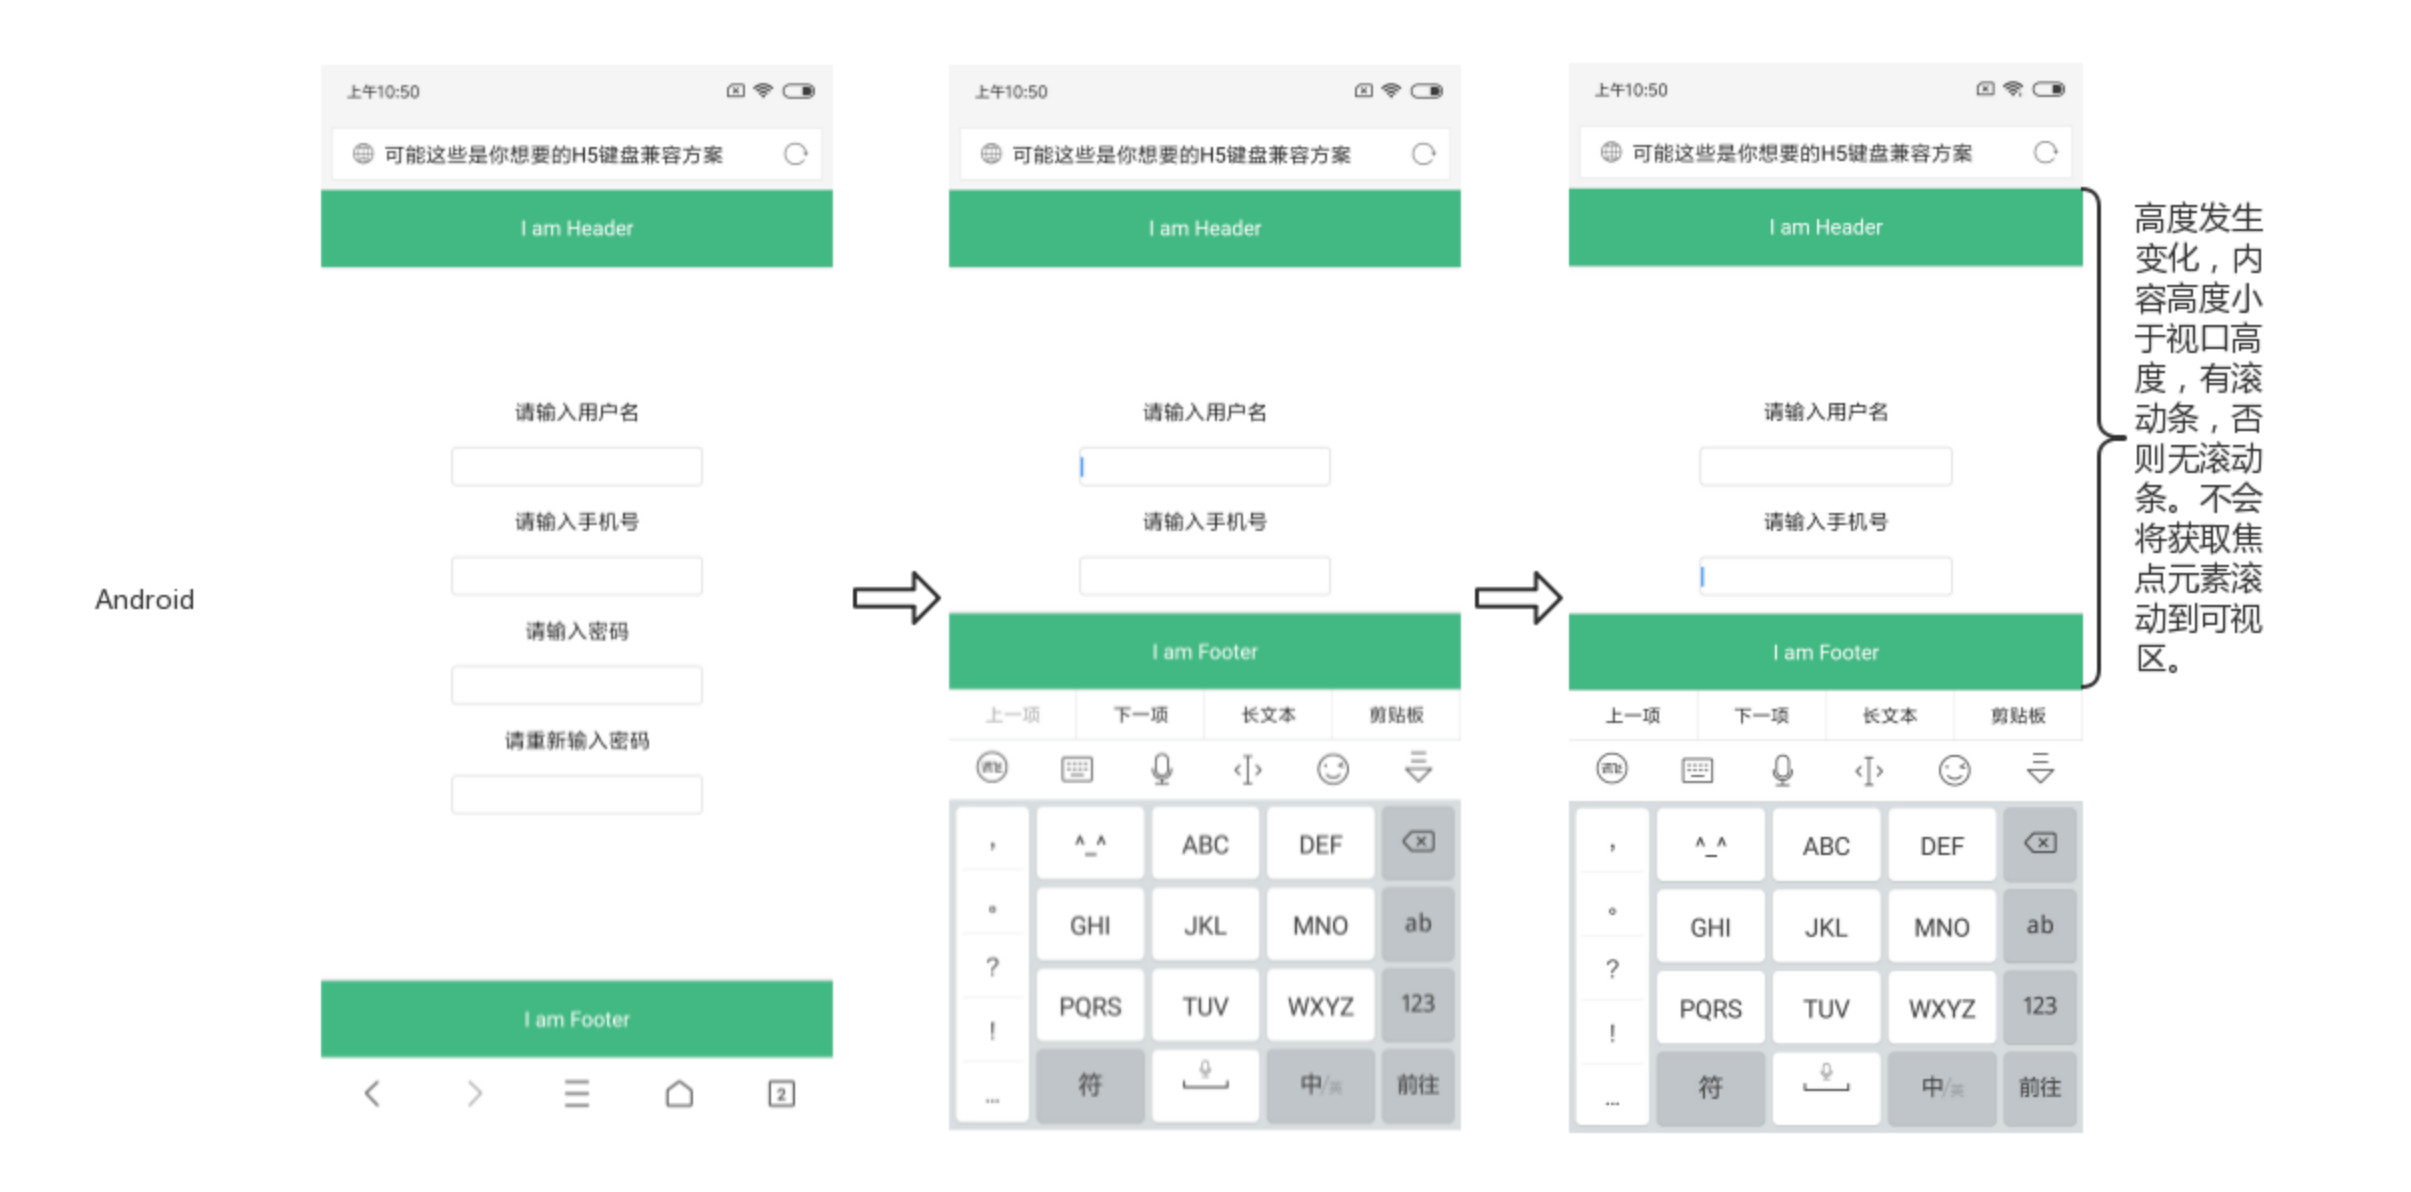 Android
上午10:50
可能这些是你想要的H5键盘兼容方案
I am Header
请输入用户名
请输入手机号
请输入密码
请重新输入密码
I am Footer
2
上午10:50
可能这些是你想要的H5键盘兼容方案
I am Header
请输入用户名
请输入手机号
I am Footer
上一项 下一项 长文本 剪贴板
, ^_^ ABC DEF
。 GHI JKL MNO ab
? PQRS TUV WXYZ 123
!
... 符 中/英 前往
上午10:50
可能这些是你想要的H5键盘兼容方案
I am Header
请输入用户名
请输入手机号
I am Footer
上一项 下一项 长文本 剪贴板
, ^_^ ABC DEF
。 GHI JKL MNO ab
? PQRS TUV WXYZ 123
!
... 符 中/英 前往
高度发生
变化，内
容高度小
于视口高
度，有滚
动条，否
则无滚动
条。不会
将获取焦
点元素滚
动到可视
区。